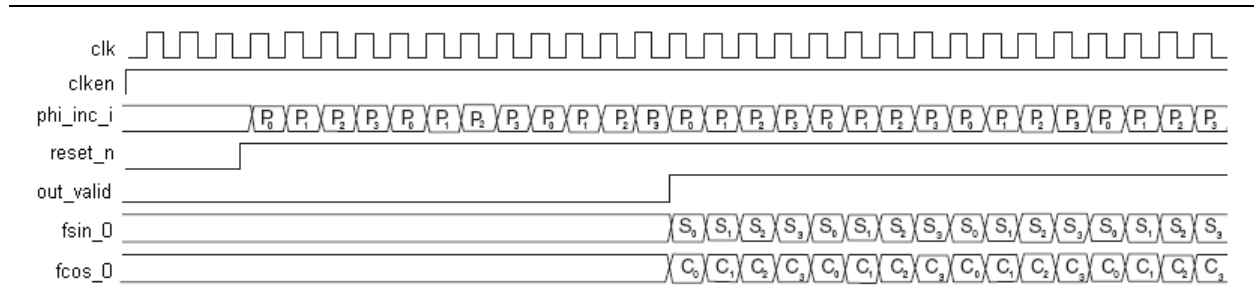 clk
clken
phi_inc_i P₀ P₁ P₂ P₃ P₀ P₁ P₂ P₃ P₀ P₁ P₂ P₃ P₀ P₁ P₂ P₃ P₀ P₁ P₂ P₃ P₀ P₁ P₂ P₃ P₀ P₁ P₂ P₃
reset_n
out_valid
fsin_0 S₀ S₁ S₂ S₃ S₀ S₁ S₂ S₃ S₀ S₁ S₂ S₃ S₀ S₁ S₂ S₃
fcos_0 C₀ C₁ C₂ C₃ C₀ C₁ C₂ C₃ C₀ C₁ C₂ C₃ C₀ C₁ C₂ C₃